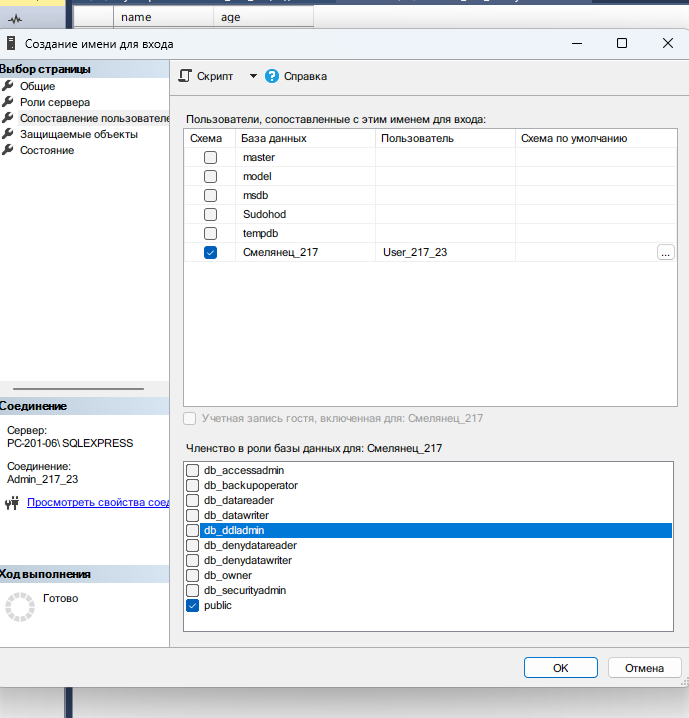 name age
Создание имени для входа
Выбор страницы
Общие
Роли сервера
Сопоставление пользователе
Защищаемые объекты
Состояние
Скрипт Справка
Пользователи, сопоставленные с этим именем для входа:
Схема База данных Пользователь Схема по умолчанию
master
model
msdb
Sudohod
tempdb
Смелянец_217 User_217_23 ...
Учетная запись гостя, включенная для: Смелянец_217
Соединение
Сервер:
PC-201-06\SQLEXPRESS
Соединение:
Admin_217_23
Просмотреть свойства соед
Членство в роли базы данных для: Смелянец_217
db_accessadmin
db_backupoperator
db_datareader
db_datawriter
db_ddladmin
db_denydatareader
db_denydatawriter
db_owner
db_securityadmin
public
Ход выполнения
Готово
OK Отмена